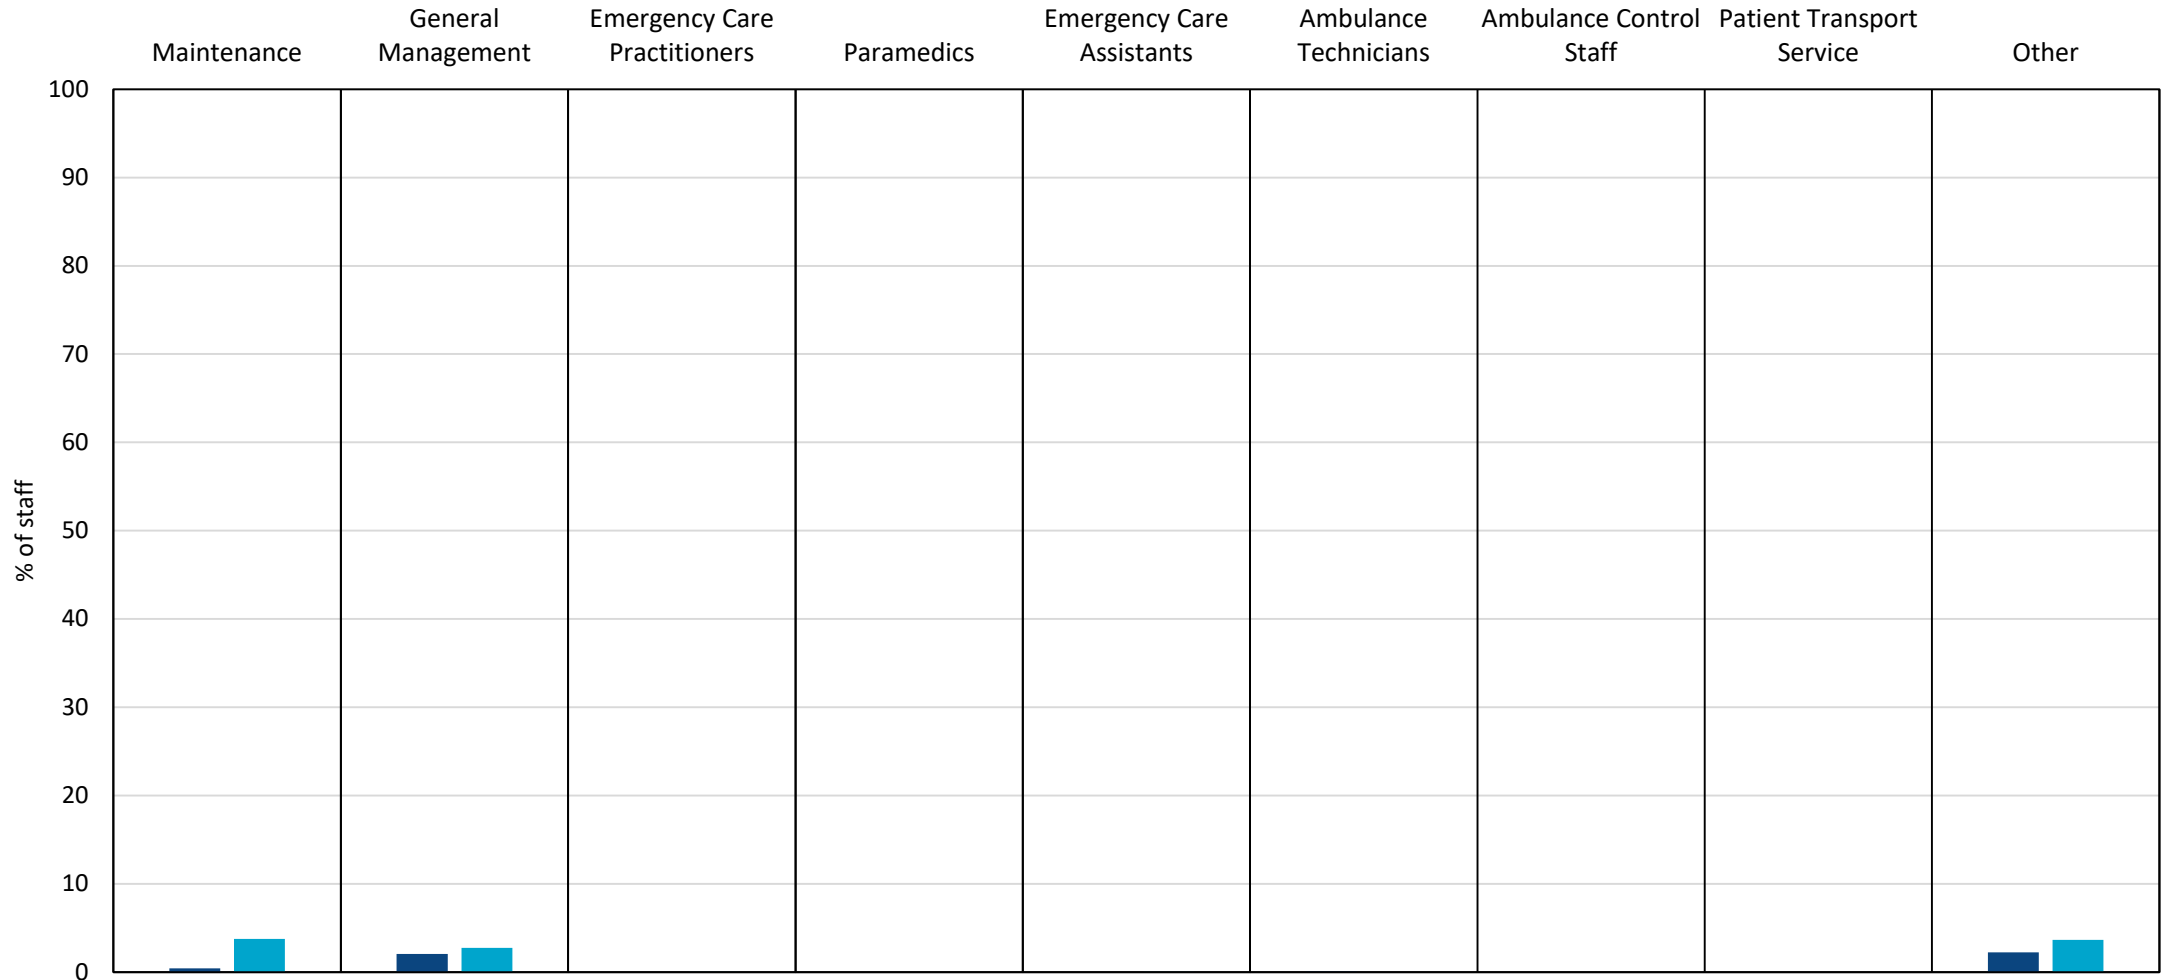 Maintenance
General
Management
Emergency Care
Practitioners
Paramedics
Emergency Care
Assistants
Ambulance
Technicians
Ambulance Control
Staff
Patient Transport
Service
Other
100
90
80
70
60
50
40
30
20
10
0
% of staff